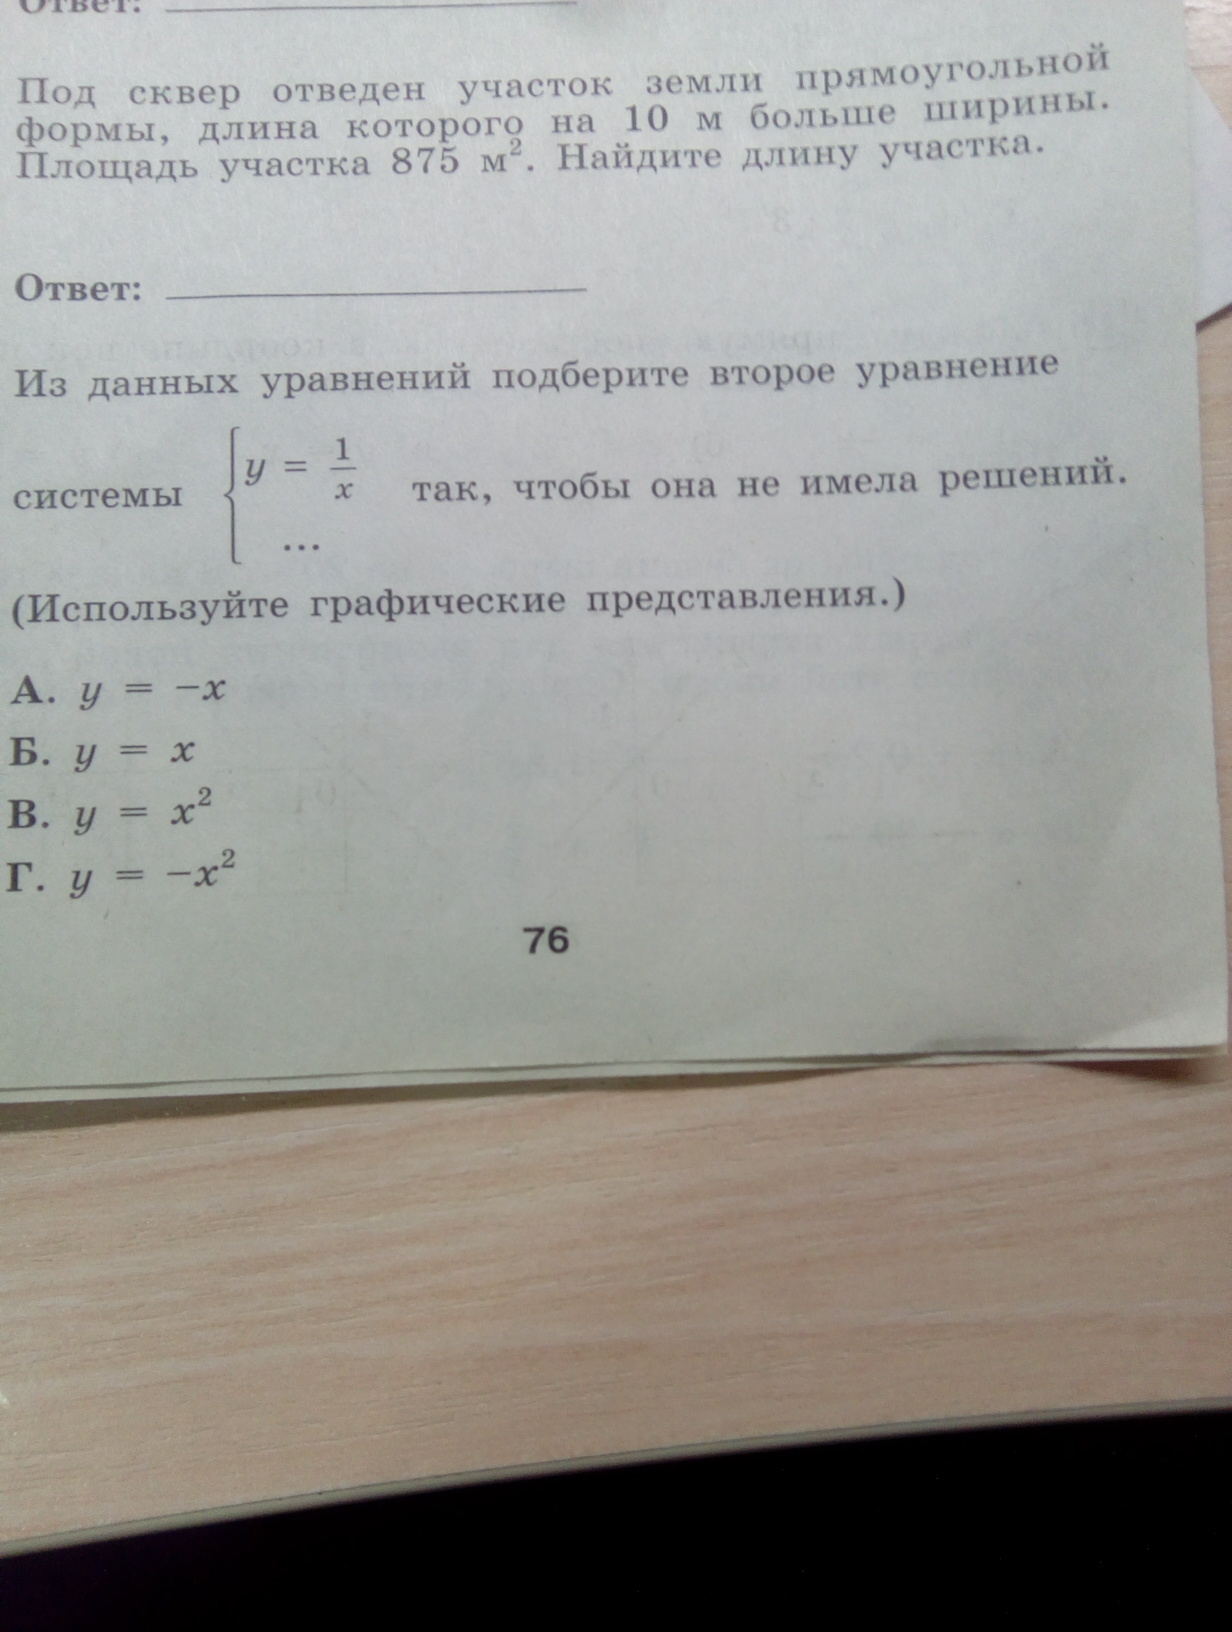 Ответ:
Под сквер отведен участок земли прямоугольной
формы, длина которого на 10 м больше ширины.
Площадь участка 875 м². Найдите длину участка.
Ответ:
Из данных уравнений подберите второе уравнение
системы { y = 1/x так, чтобы она не имела решений.
...
(Используйте графические представления.)
А. y = −x
Б. y = x
В. y = x²
Г. y = −x²
76